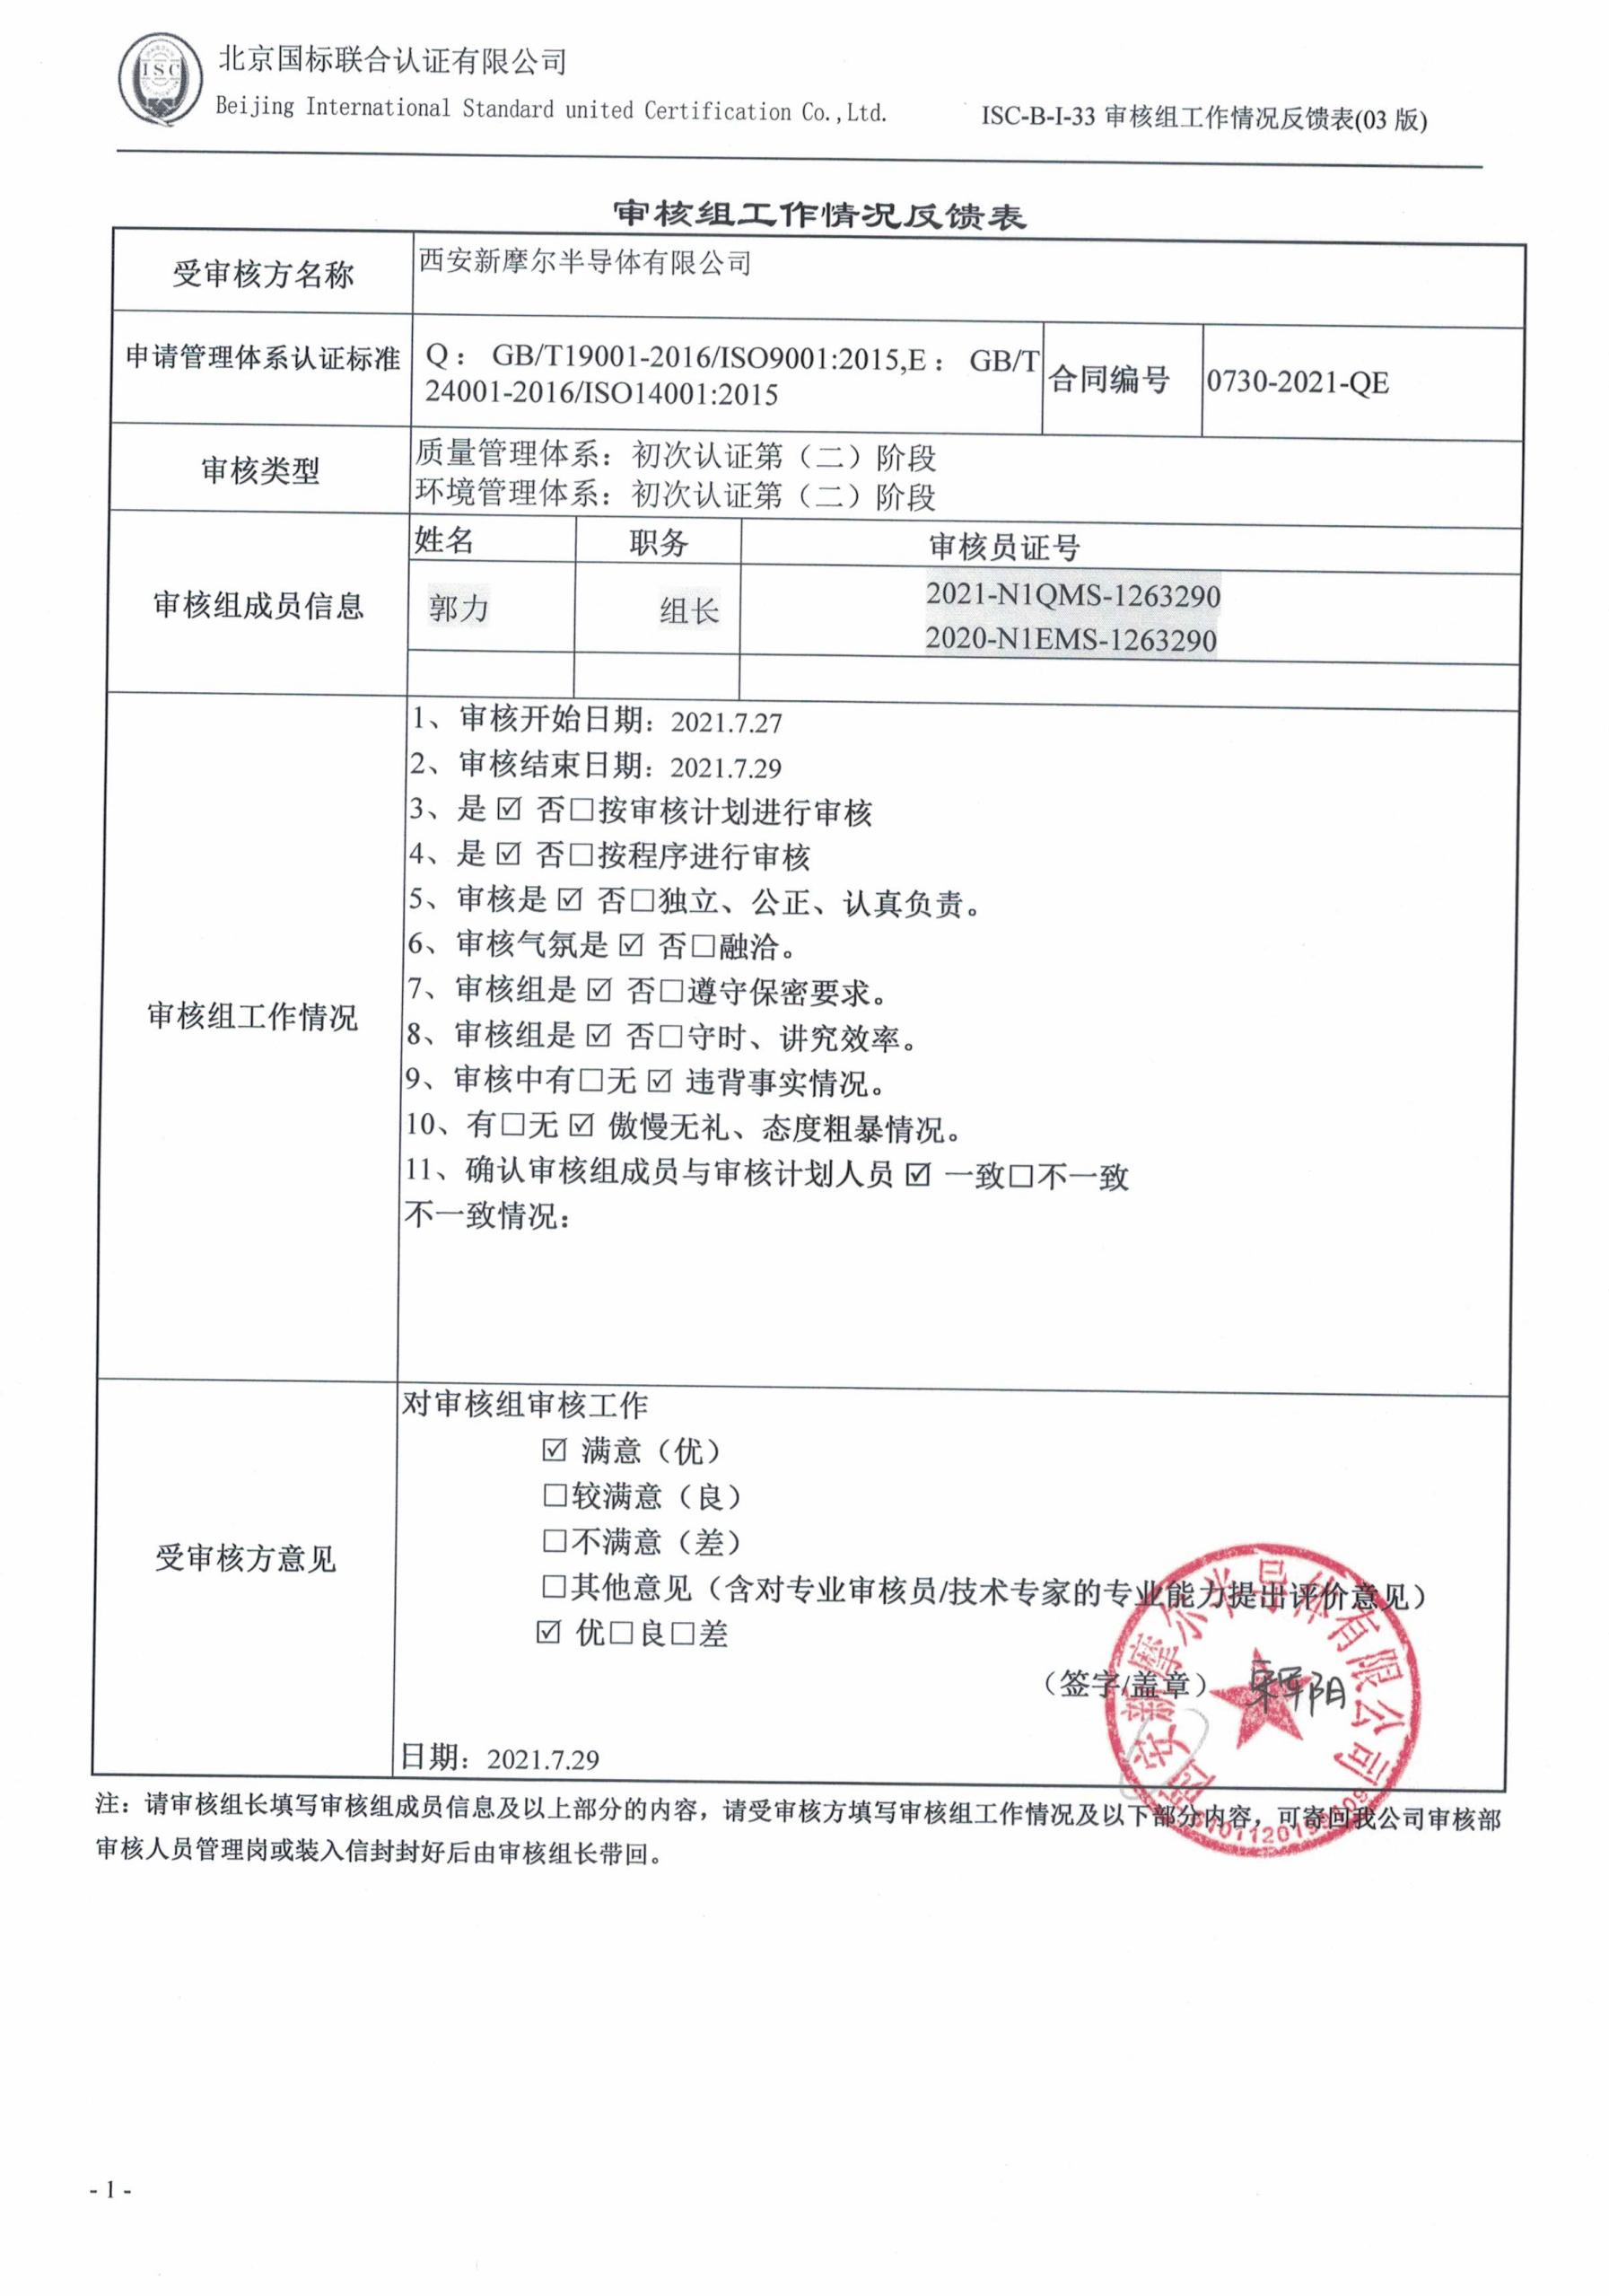 ISC
北京国标联合认证有限公司
Beijing International Standard united Certification Co.,Ltd.
ISC-B-I-33 审核组工作情况反馈表(03 版)
审核组工作情况反馈表
受审核方名称
西安新摩尔半导体有限公司
申请管理体系认证标准
Q： GB/T19001-2016/ISO9001:2015,E： GB/T
24001-2016/ISO14001:2015
合同编号
0730-2021-QE
审核类型
质量管理体系：初次认证第（二）阶段
环境管理体系：初次认证第（二）阶段
审核组成员信息
姓名 职务 审核员证号
郭力 组长 2021-N1QMS-1263290
2020-N1EMS-1263290
审核组工作情况
1、审核开始日期：2021.7.27
2、审核结束日期：2021.7.29
3、是 ☑ 否□按审核计划进行审核
4、是 ☑ 否□按程序进行审核
5、审核是 ☑ 否□独立、公正、认真负责。
6、审核气氛是 ☑ 否□融洽。
7、审核组是 ☑ 否□遵守保密要求。
8、审核组是 ☑ 否□守时、讲究效率。
9、审核中有□无 ☑ 违背事实情况。
10、有□无 ☑ 傲慢无礼、态度粗暴情况。
11、确认审核组成员与审核计划人员 ☑ 一致□不一致
不一致情况：
受审核方意见
对审核组审核工作
☑ 满意（优）
□较满意（良）
□不满意（差）
□其他意见（含对专业审核员/技术专家的专业能力提出评价意见）
☑ 优□良□差
（签字/盖章）
西安新摩尔半导体有限公司
日期：2021.7.29
注：请审核组长填写审核组成员信息及以上部分的内容，请受审核方填写审核组工作情况及以下部分内容，可寄回我公司审核部
审核人员管理岗或装入信封封好后由审核组长带回。
- 1 -